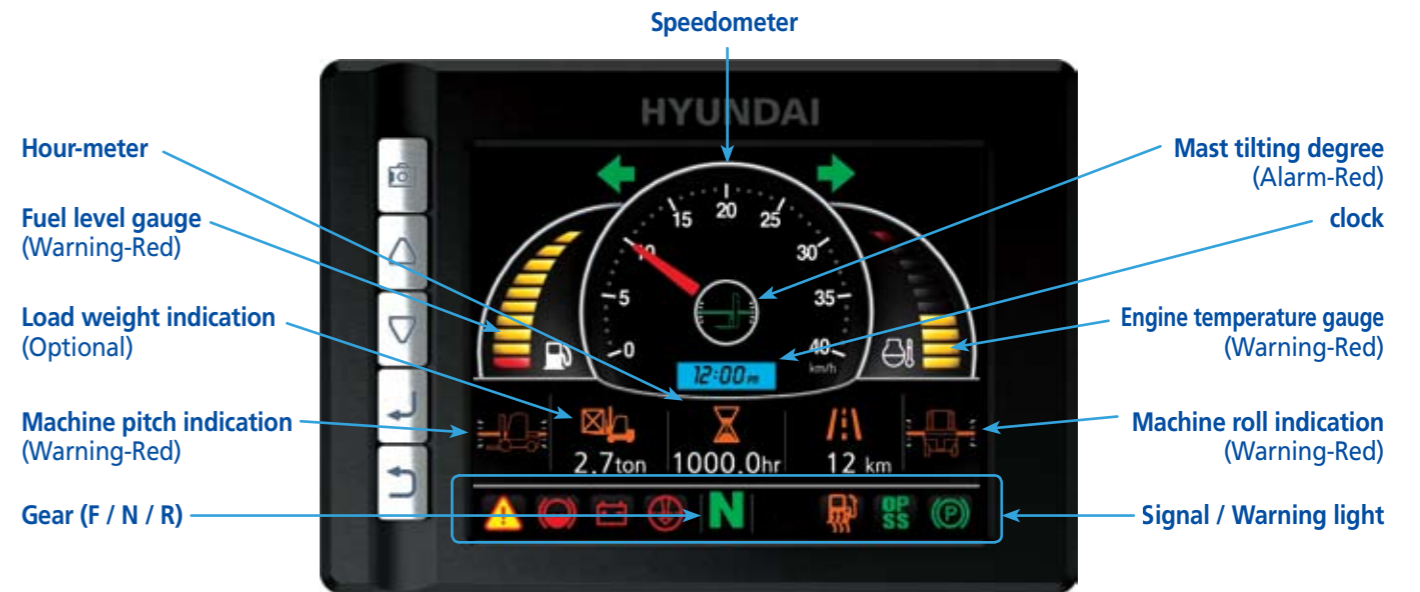 Speedometer
HYUNDAI
Hour-meter
Fuel level gauge
(Warning-Red)
Load weight indication
(Optional)
Machine pitch indication
(Warning-Red)
Gear (F / N / R)
Mast tilting degree
(Alarm-Red)
clock
Engine temperature gauge
(Warning-Red)
Machine roll indication
(Warning-Red)
Signal / Warning light
0
5
10
15
20
25
30
35
40
km/h
12:00 PM
2.7ton
1000.0hr
12 km
N
OP
SS
P